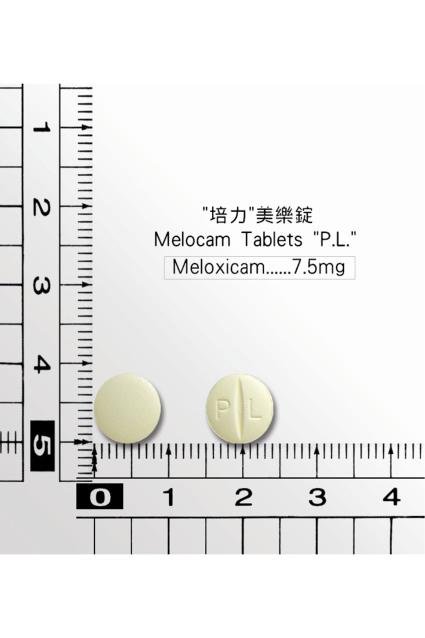 "培力"美樂錠
Melocam Tablets "P.L."
Meloxicam......7.5mg
1
2
3
4
5
P L
0 1 2 3 4